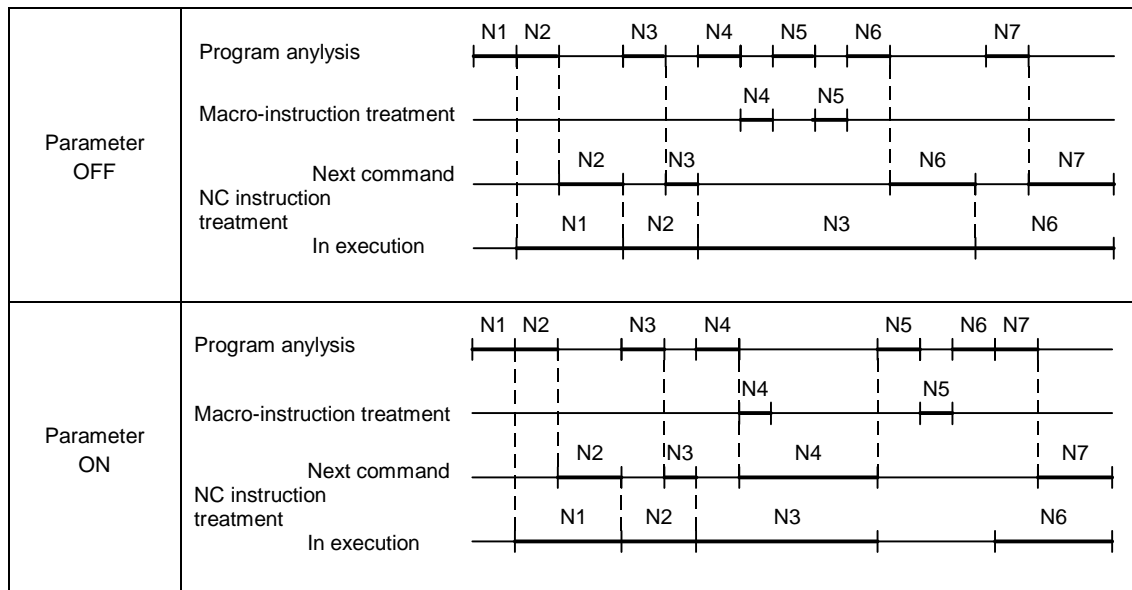 N1 N2 N3 N4 N5 N6 N7
Program anylysis
N4 N5
Macro-instruction treatment
Parameter
OFF
N2 N3 N6 N7
Next command
NC instruction
treatment
N1 N2 N3 N6
In execution
N1 N2 N3 N4 N5 N6 N7
Program anylysis
N4 N5
Macro-instruction treatment
Parameter
ON
N2 N3 N4 N7
Next command
NC instruction
treatment
N1 N2 N3 N6
In execution